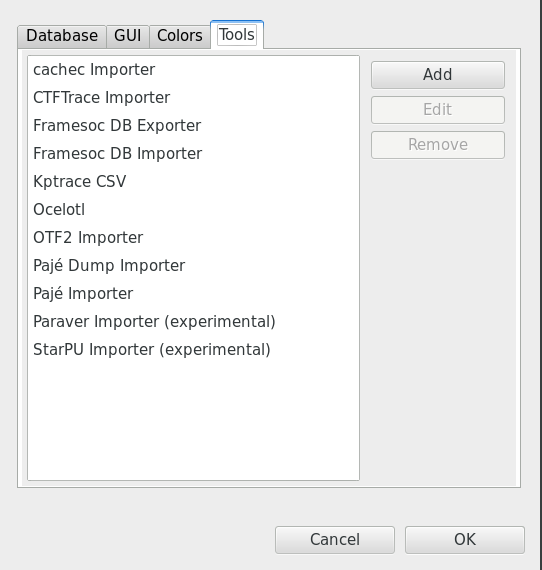 Database GUI Colors Tools
cachec Importer
CTFTrace Importer
Framesoc DB Exporter
Framesoc DB Importer
Kptrace CSV
Ocelotl
OTF2 Importer
Pajé Dump Importer
Pajé Importer
Paraver Importer (experimental)
StarPU Importer (experimental)
Add
Edit
Remove
Cancel OK